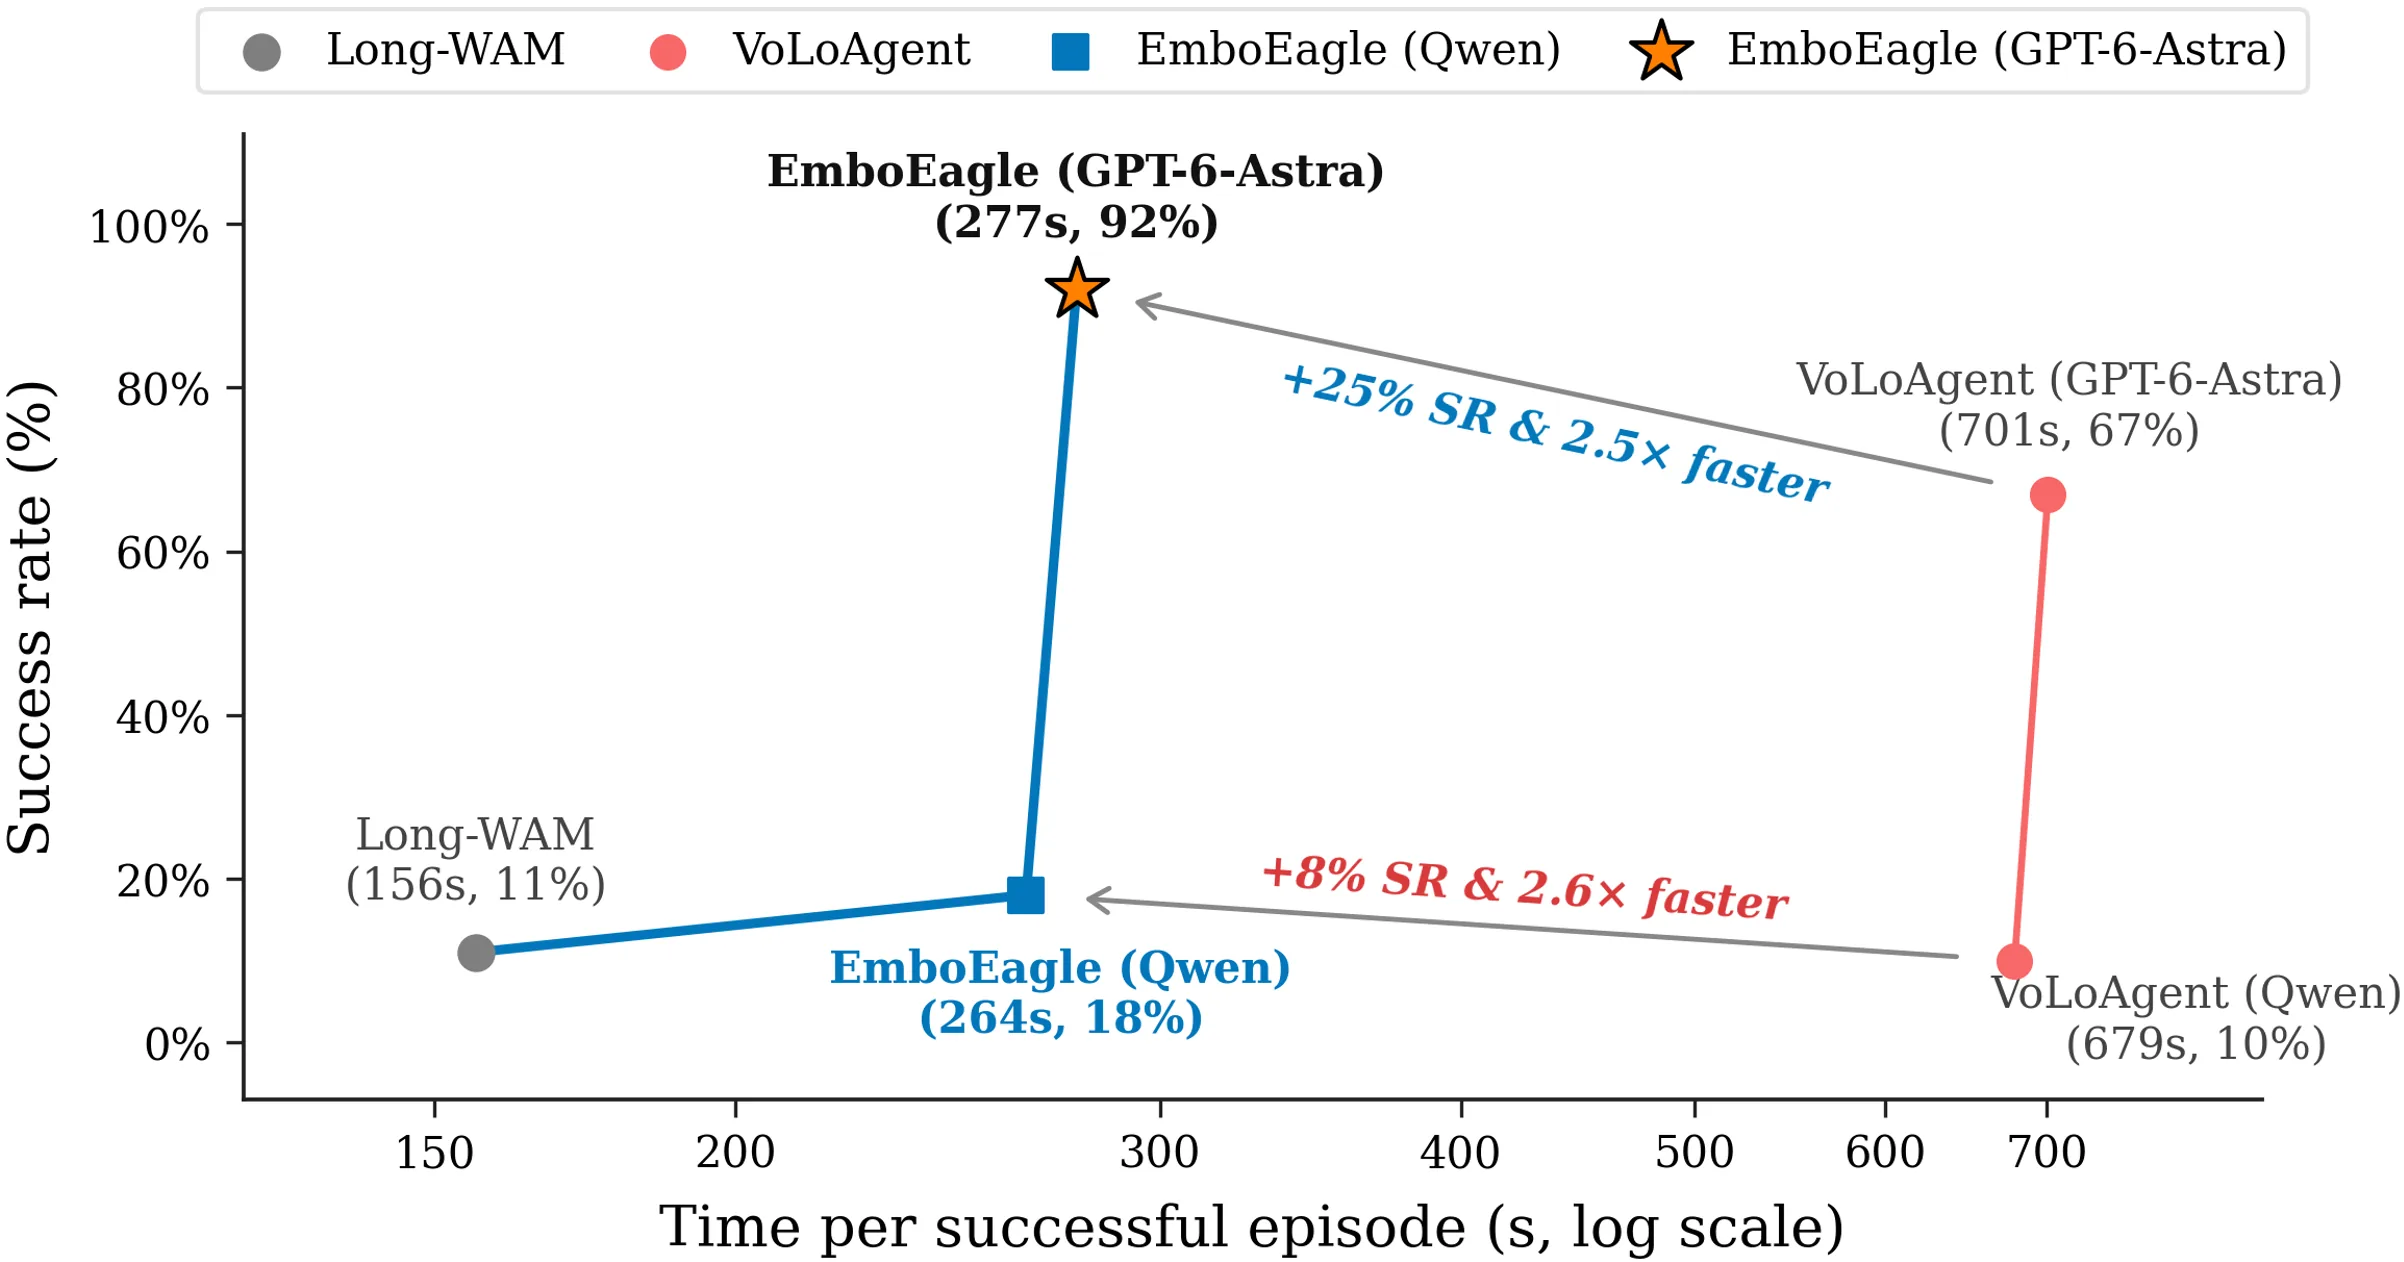 Long-WAM VoLoAgent EmboEagle (Qwen) EmboEagle (GPT-6-Astra)
EmboEagle (GPT-6-Astra)
(277s, 92%)
+25% SR & 2.5× faster
VoLoAgent (GPT-6-Astra)
(701s, 67%)
Long-WAM
(156s, 11%)
+8% SR & 2.6× faster
EmboEagle (Qwen)
(264s, 18%)
VoLoAgent (Qwen)
(679s, 10%)
Success rate (%)
100%
80%
60%
40%
20%
0%
150 200 300 400 500 600 700
Time per successful episode (s, log scale)